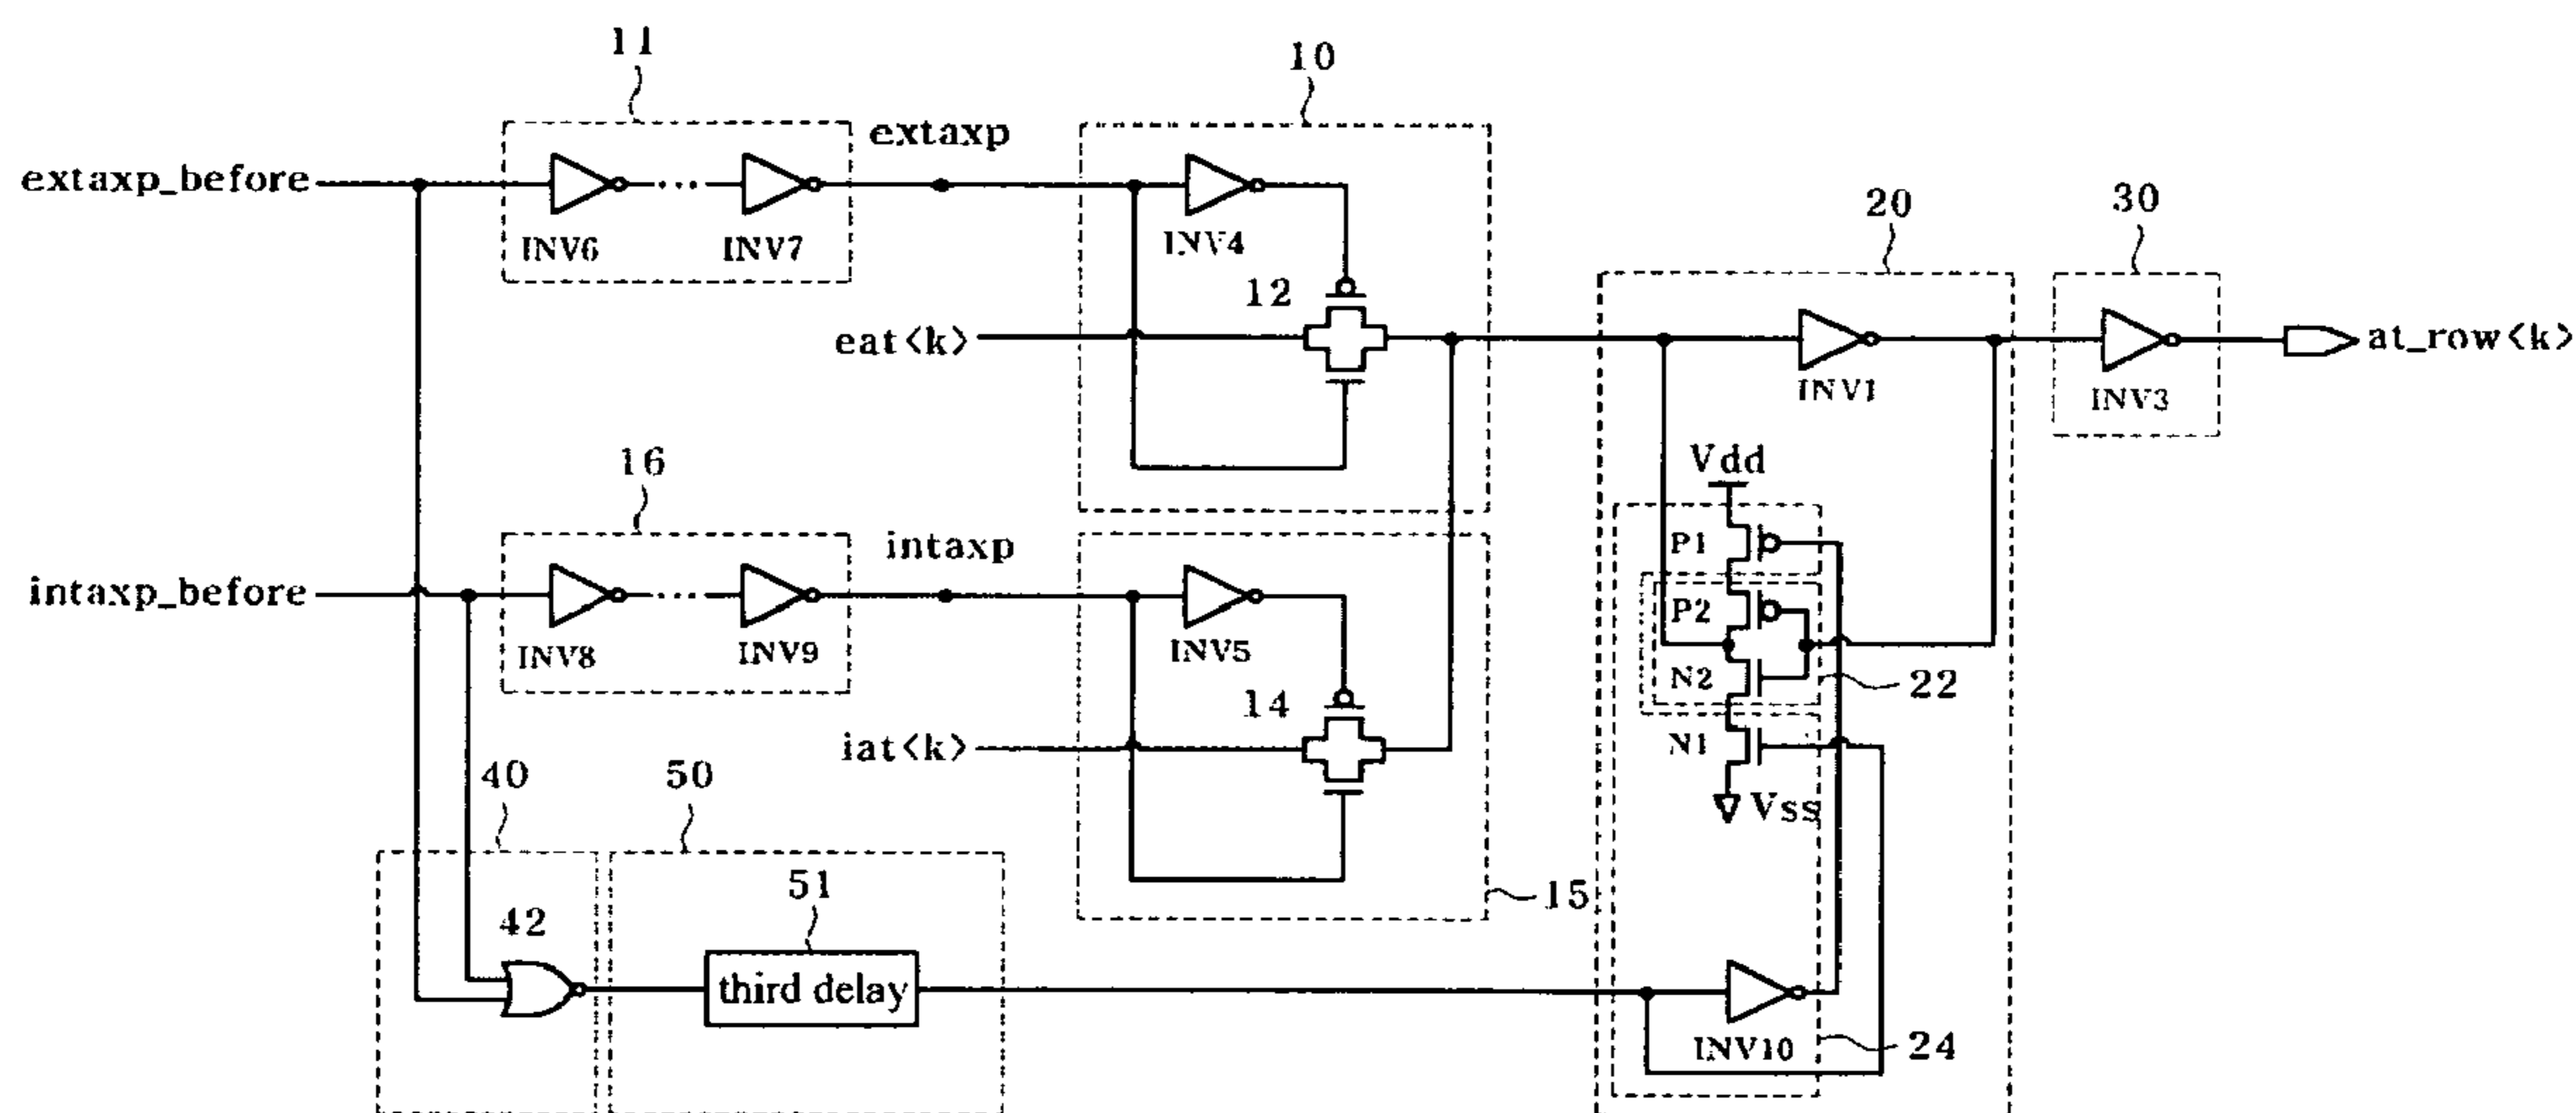 11
10
extaxp
extaxp_before
INV6
INV7
INV4
20
30
12
eat<k>
INV1
INV3
at_row<k>
16
Vdd
intaxp
P1
intaxp_before
P2
INV8
INV9
INV5
N2
22
14
iat<k>
N1
40
50
Vss
51
15
42
third delay
INV10
24